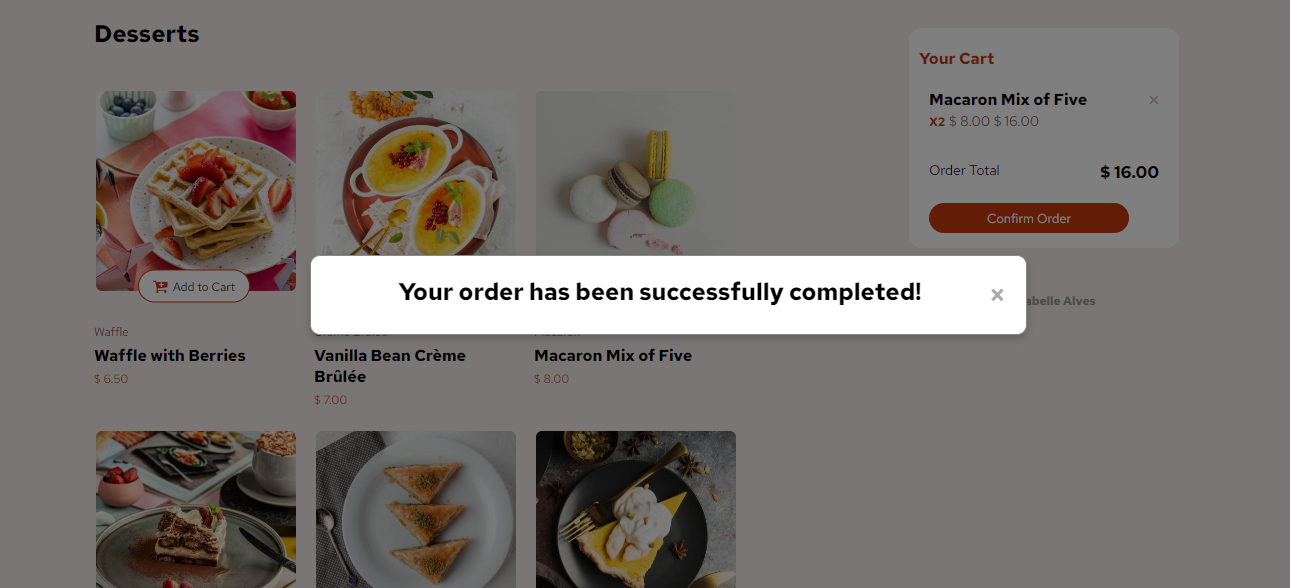 Desserts
Your Cart
Macaron Mix of Five ×
X2 $ 8.00 $ 16.00
Order Total $ 16.00
Confirm Order
Add to Cart
Your order has been successfully completed! ×
Alves
Waffle
Waffle with Berries
$ 6.50
Vanilla Bean Crème
Brûlée
$ 7.00
Macaron Mix of Five
$ 8.00